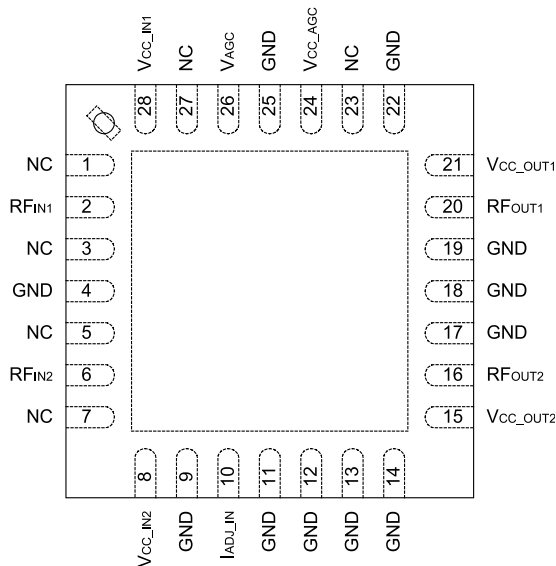 VCC_IN1
NC
VAGC
GND
VCC_AGC
NC
GND
28
27
26
25
24
23
22
NC 1
RFIN1 2
NC 3
GND 4
NC 5
RFIN2 6
NC 7
21 VCC_OUT1
20 RFOUT1
19 GND
18 GND
17 GND
16 RFOUT2
15 VCC_OUT2
8
9
10
11
12
13
14
VCC_IN2
GND
IADJ_IN
GND
GND
GND
GND